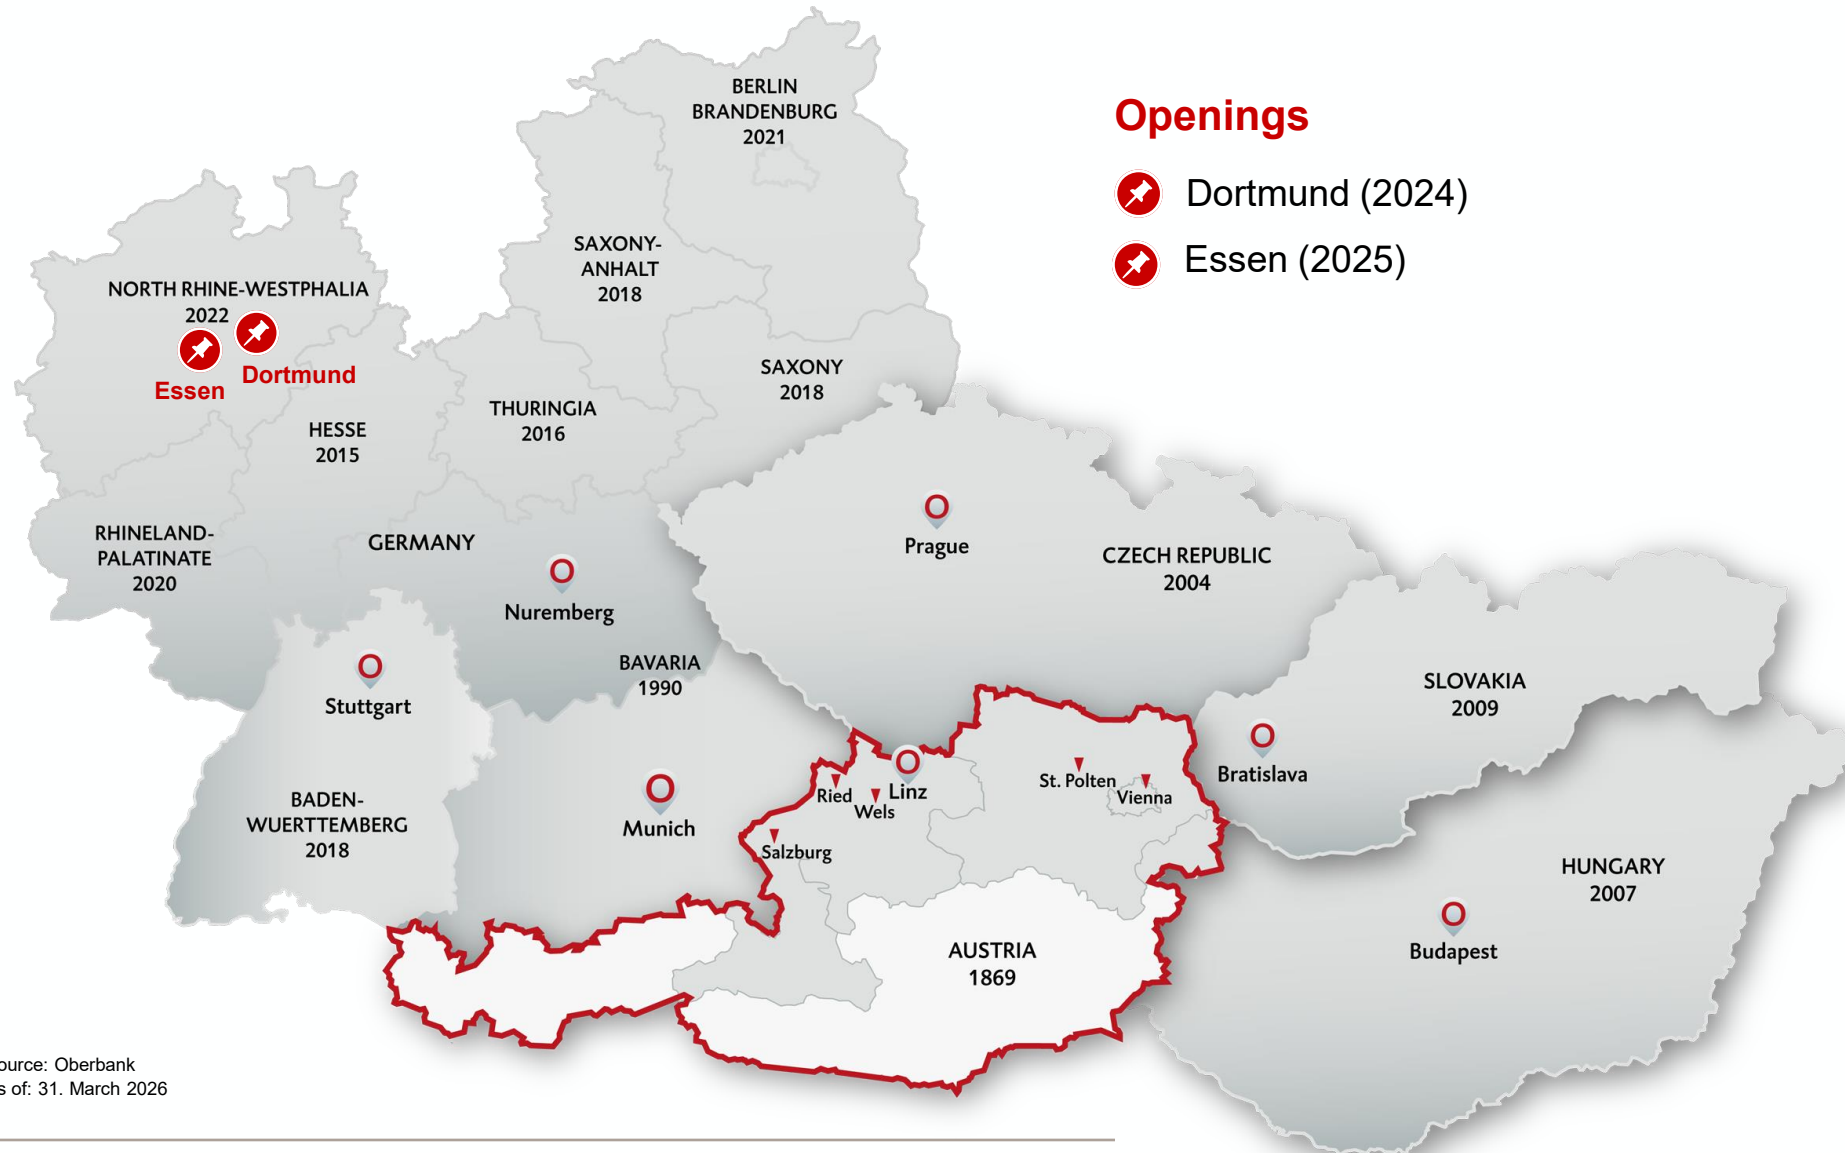 BERLIN
BRANDENBURG
2021
Openings
Dortmund (2024)
Essen (2025)
SAXONY-
ANHALT
2018
NORTH RHINE-WESTPHALIA
2022
Essen
Dortmund
SAXONY
2018
THURINGIA
2016
HESSE
2015
RHINELAND-
PALATINATE
2020
GERMANY
Nuremberg
Prague
CZECH REPUBLIC
2004
BAVARIA
1990
Stuttgart
SLOVAKIA
2009
Bratislava
BADEN-
WUERTTEMBERG
2018
Munich
Ried
Wels
Linz
St. Polten
Vienna
Salzburg
HUNGARY
2007
Budapest
AUSTRIA
1869
ource: Oberbank
s of: 31. March 2026